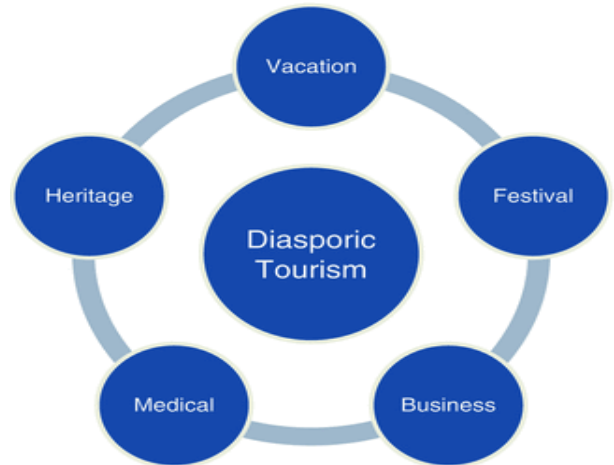 Vacation
Heritage
Festival
Diasporic
Tourism
Medical
Business